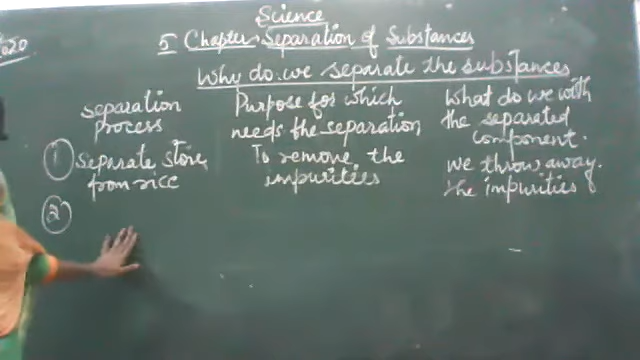 2020
Science
5 Chapter Separation of Substances
Why do we separate the substances
Separation process
Purpose for which needs the separation
What do we with the separated component.
① Separate stone from rice
To remove the impurities
We throw away. the impurities
②